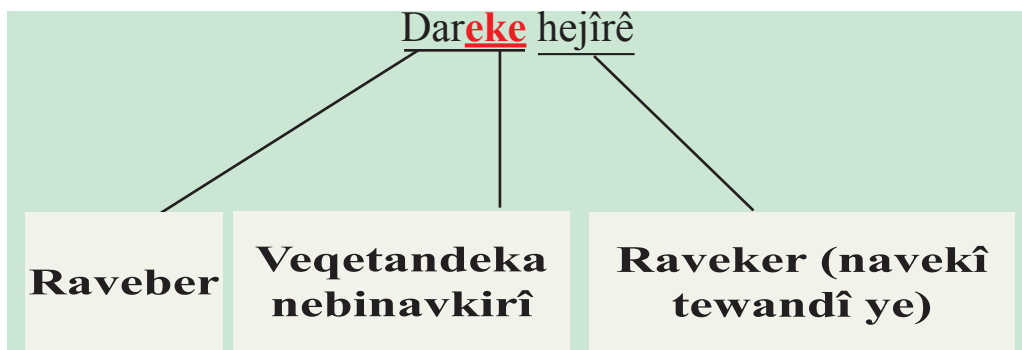 Dareke hejîrê
Raveber
Veqetandeka
nebinavkirî
Raveker (navekî
tewandî ye)